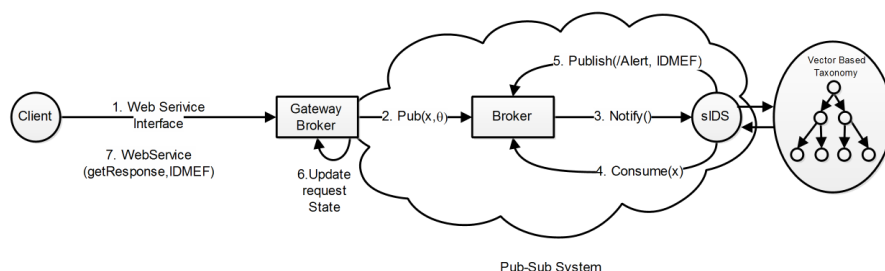 5. Publish(/Alert, IDMEF)
Vector Based
Taxonomy
Client
1. Web Serivice
Interface
Gateway
Broker
2. Pub(x,θ)
Broker
3. Notify()
sIDS
7. WebService
(getResponse,IDMEF)
6.Update
request
State
4. Consume(x)
Pub-Sub System